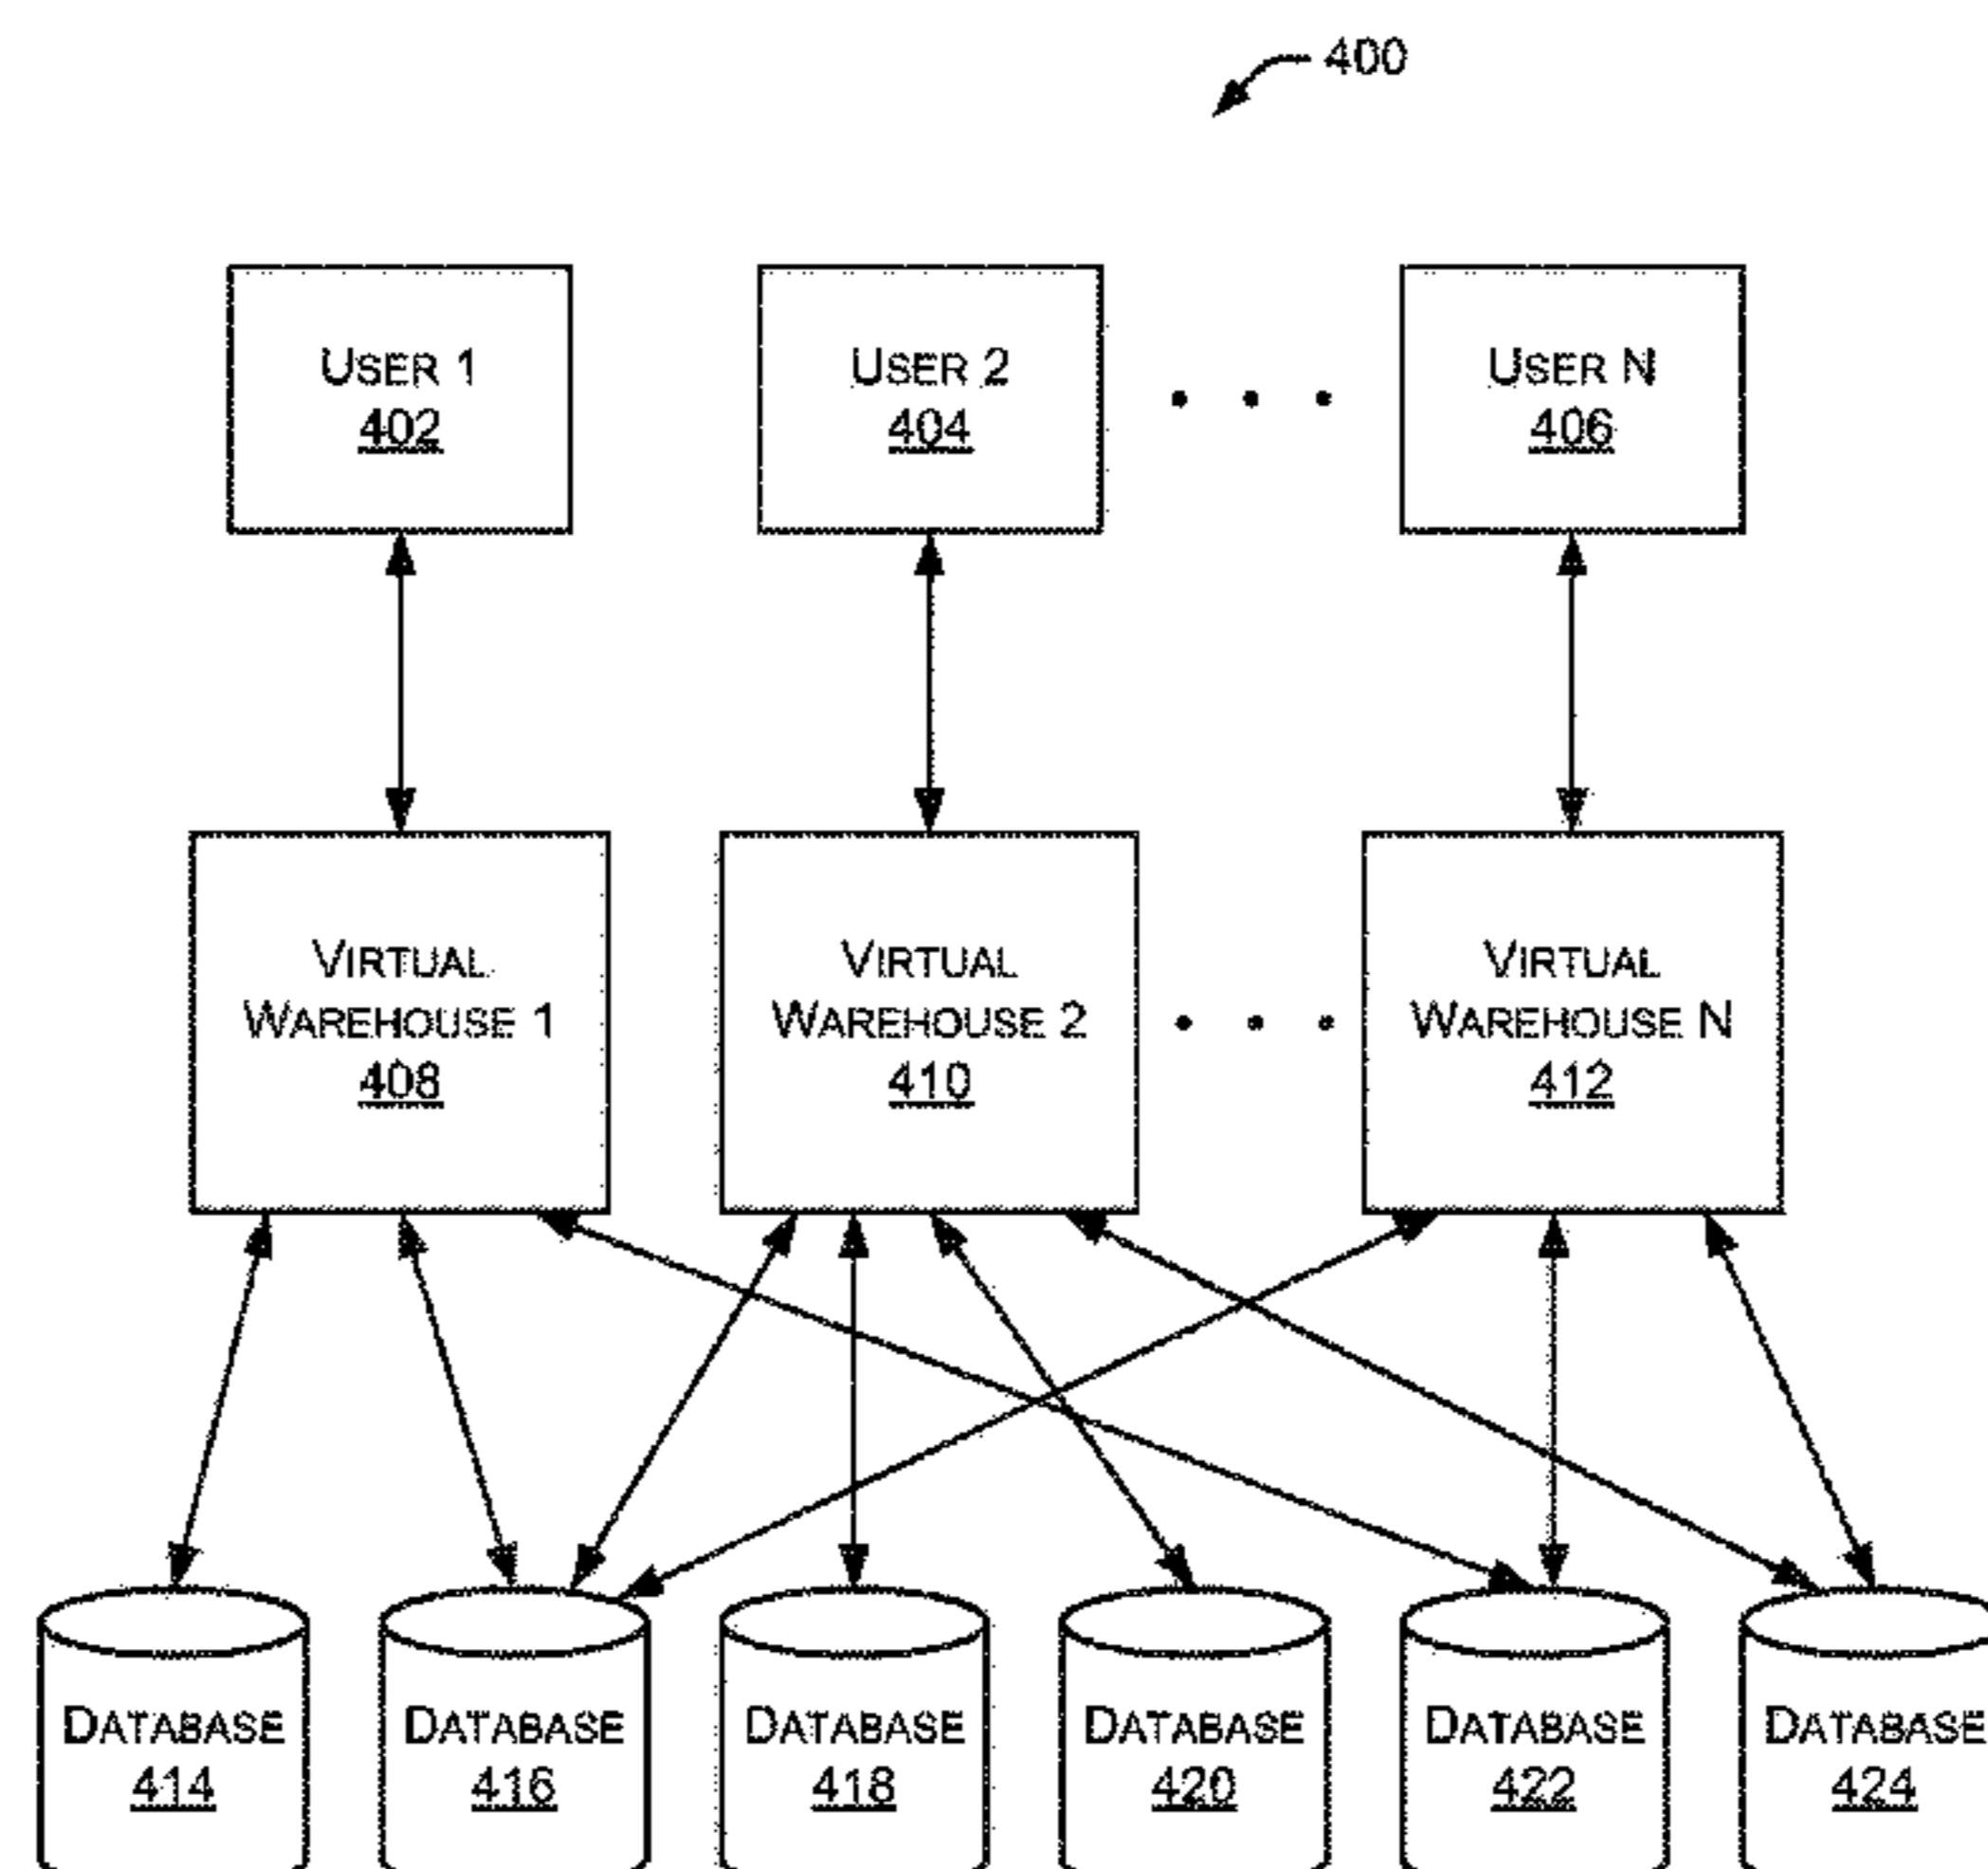 400
USER 1
402
USER 2
404
USER N
406
VIRTUAL
WAREHOUSE 1
408
VIRTUAL
WAREHOUSE 2
410
VIRTUAL
WAREHOUSE N
412
DATABASE
414
DATABASE
416
DATABASE
418
DATABASE
420
DATABASE
422
DATABASE
424